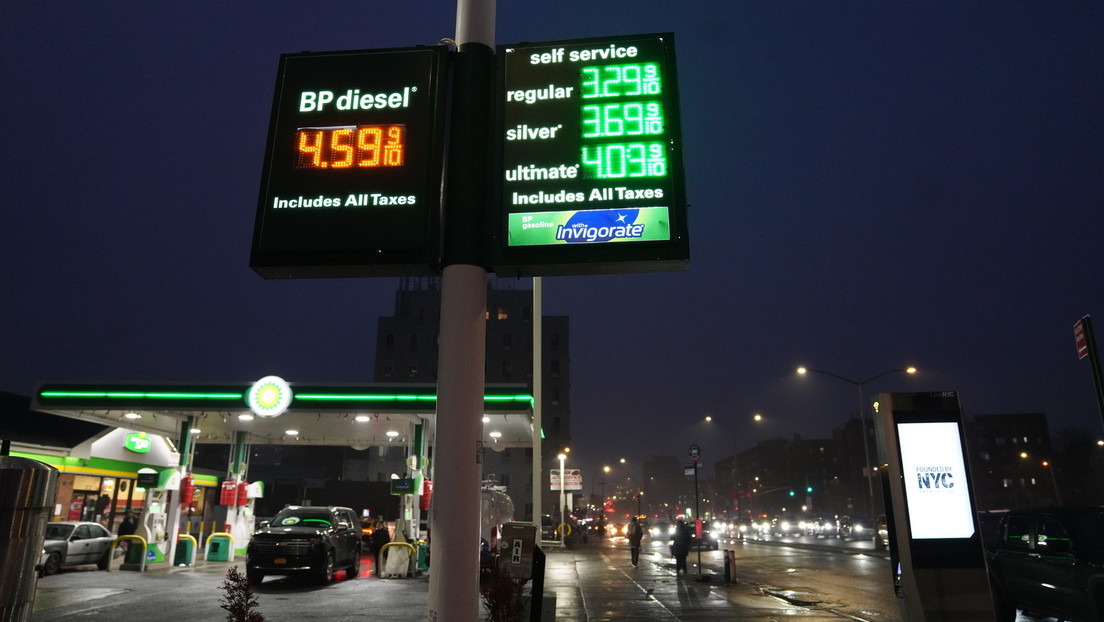 BP diesel®
4.59 9/10
Includes All Taxes
self service
regular 3.29 9/10
silver® 3.69 9/10
ultimate® 4.03 9/10
Includes All Taxes
BP
gasoline
with
Invigorate®
FOUNDED BY
NYC